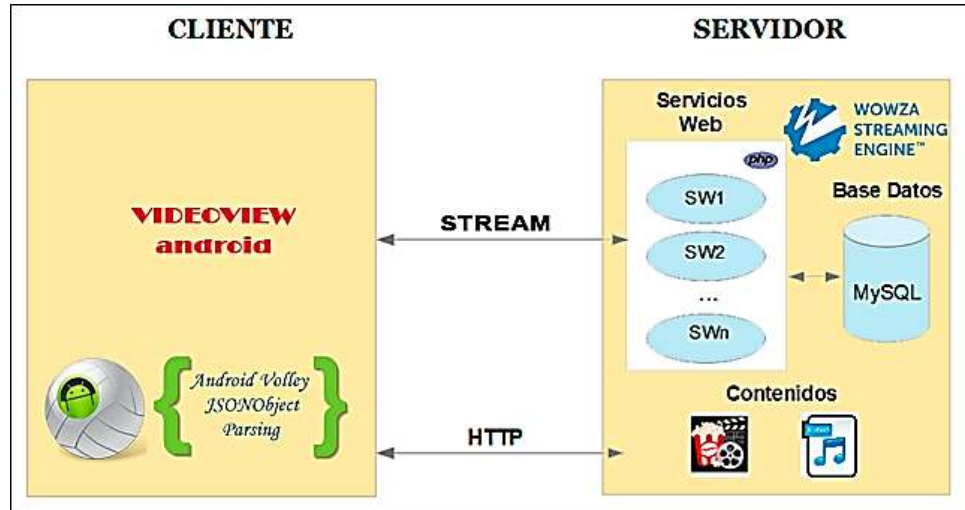 CLIENTE
SERVIDOR
VIDEOVIEW
android
Android Volley
JSONObject
Parsing
STREAM
HTTP
Servicios
Web
php
SW1
SW2
...
SWn
WOWZA
STREAMING
ENGINE™
Base Datos
MySQL
Contenidos